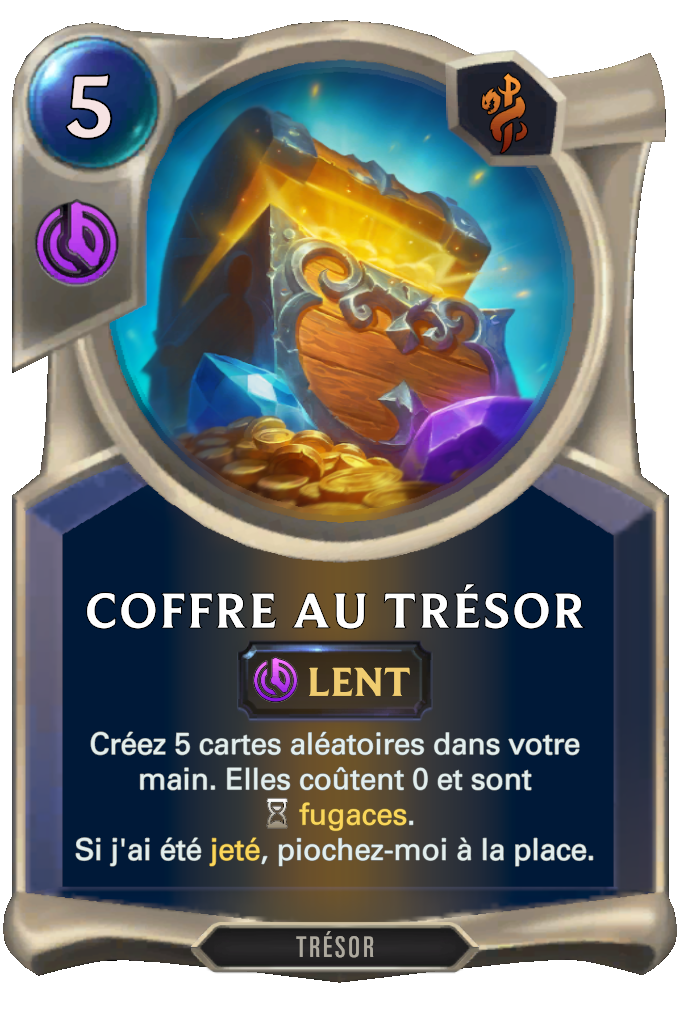 5
COFFRE AU TRÉSOR
LENT
Créez 5 cartes aléatoires dans votre
main. Elles coûtent 0 et sont
fugaces.
Si j'ai été jeté, piochez-moi à la place.
TRÉSOR